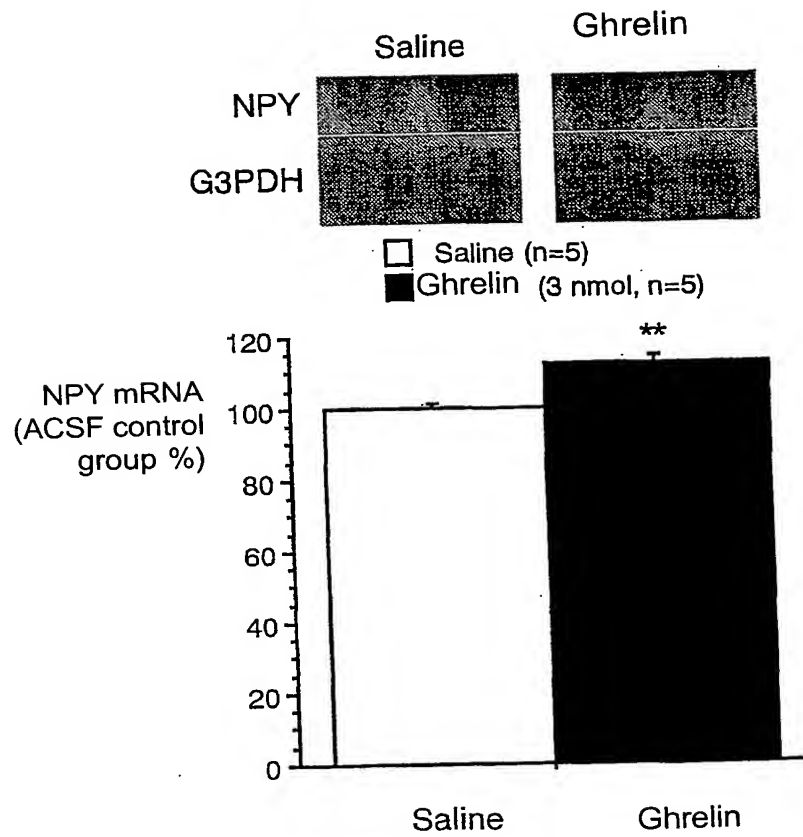 Saline Ghrelin
NPY
G3PDH
Saline (n=5)
Ghrelin (3 nmol, n=5)
**
120
100
80
60
40
20
0
NPY mRNA
(ACSF control
group %)
Saline Ghrelin